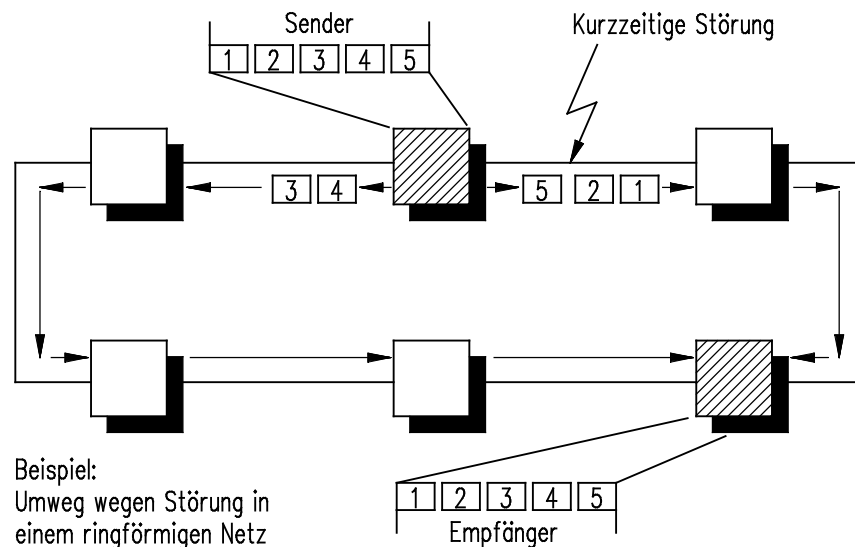 Sender
Kurzzeitige Störung
1 2 3 4 5
3 4
5 2 1
Beispiel:
Umweg wegen Störung in
einem ringförmigen Netz
1 2 3 4 5
Empfänger